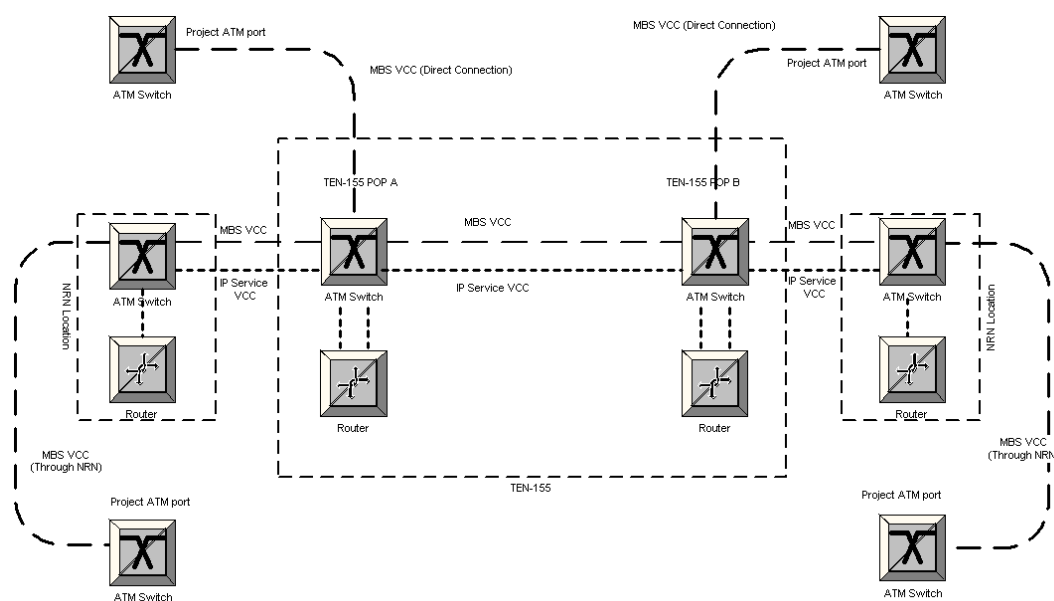 Project ATM port
MBS VCC (Direct Connection)
MBS VCC (Direct Connection)
Project ATM port
ATM Switch
ATM Switch
TEN-155 POP A
TEN-155 POP B
MBS VCC
MBS VCC
MBS VCC
IP Service
VCC
IP Service VCC
IP Service
VCC
ATM Switch
ATM Switch
ATM Switch
ATM Switch
NRN Location
NRN Location
Router
Router
Router
Router
MBS VCC
(Through NRN)
MBS VCC
(Through NRN)
TEN-155
Project ATM port
Project ATM port
ATM Switch
ATM Switch